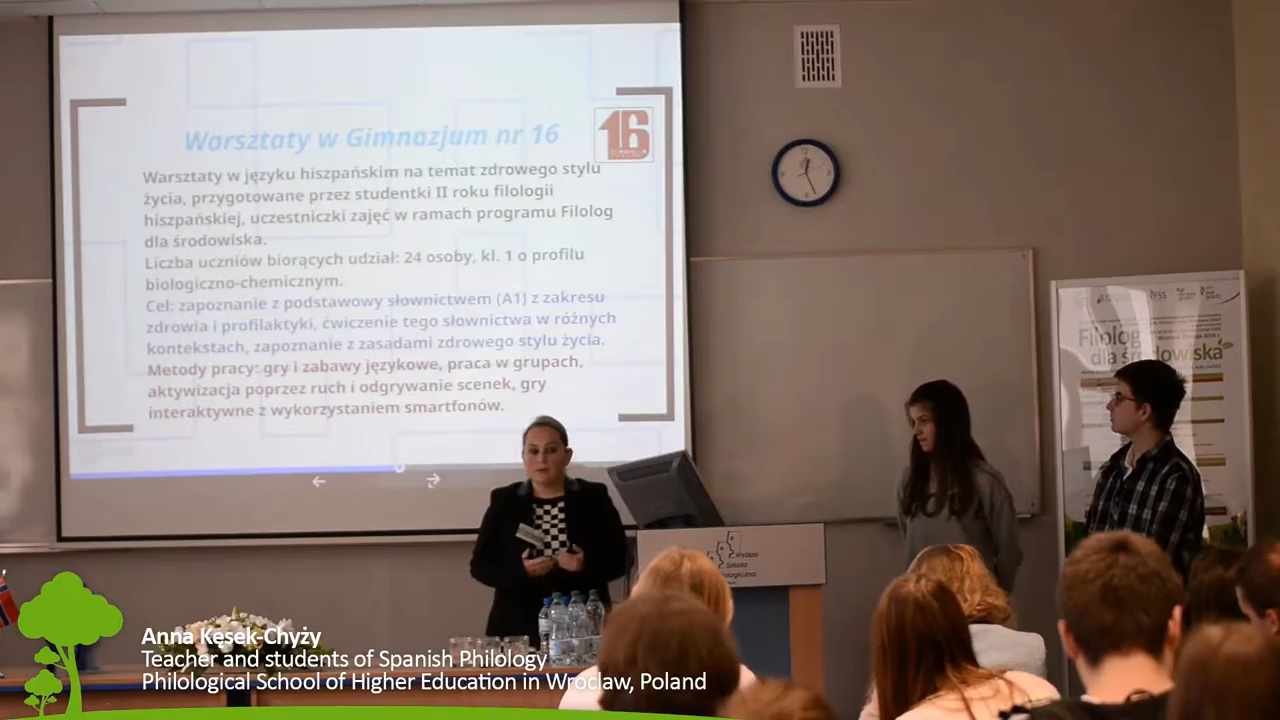 Warsztaty w Gimnazjum nr 16
16
Warsztaty w języku hiszpańskim na temat zdrowego stylu
życia, przygotowane przez studentki II roku filologii
hiszpańskiej, uczestniczki zajęć w ramach programu Filolog
dla środowiska.
Liczba uczniów biorących udział: 24 osoby, kl. 1 o profilu
biologiczno-chemicznym.
Cel: zapoznanie z podstawowy słownictwem (A1) z zakresu
zdrowia i profilaktyki, ćwiczenie tego słownictwa w różnych
kontekstach, zapoznanie z zasadami zdrowego stylu życia.
Metody pracy: gry i zabawy językowe, praca w grupach,
aktywizacja poprzez ruch i odgrywanie scenek, gry
interaktywne z wykorzystaniem smartfonów.
Filolog
dla środowiska
Wyższa
Szkoła
Anna Kęsek-Chyży
Teacher and students of Spanish Philology
Philological School of Higher Education in Wroclaw, Poland